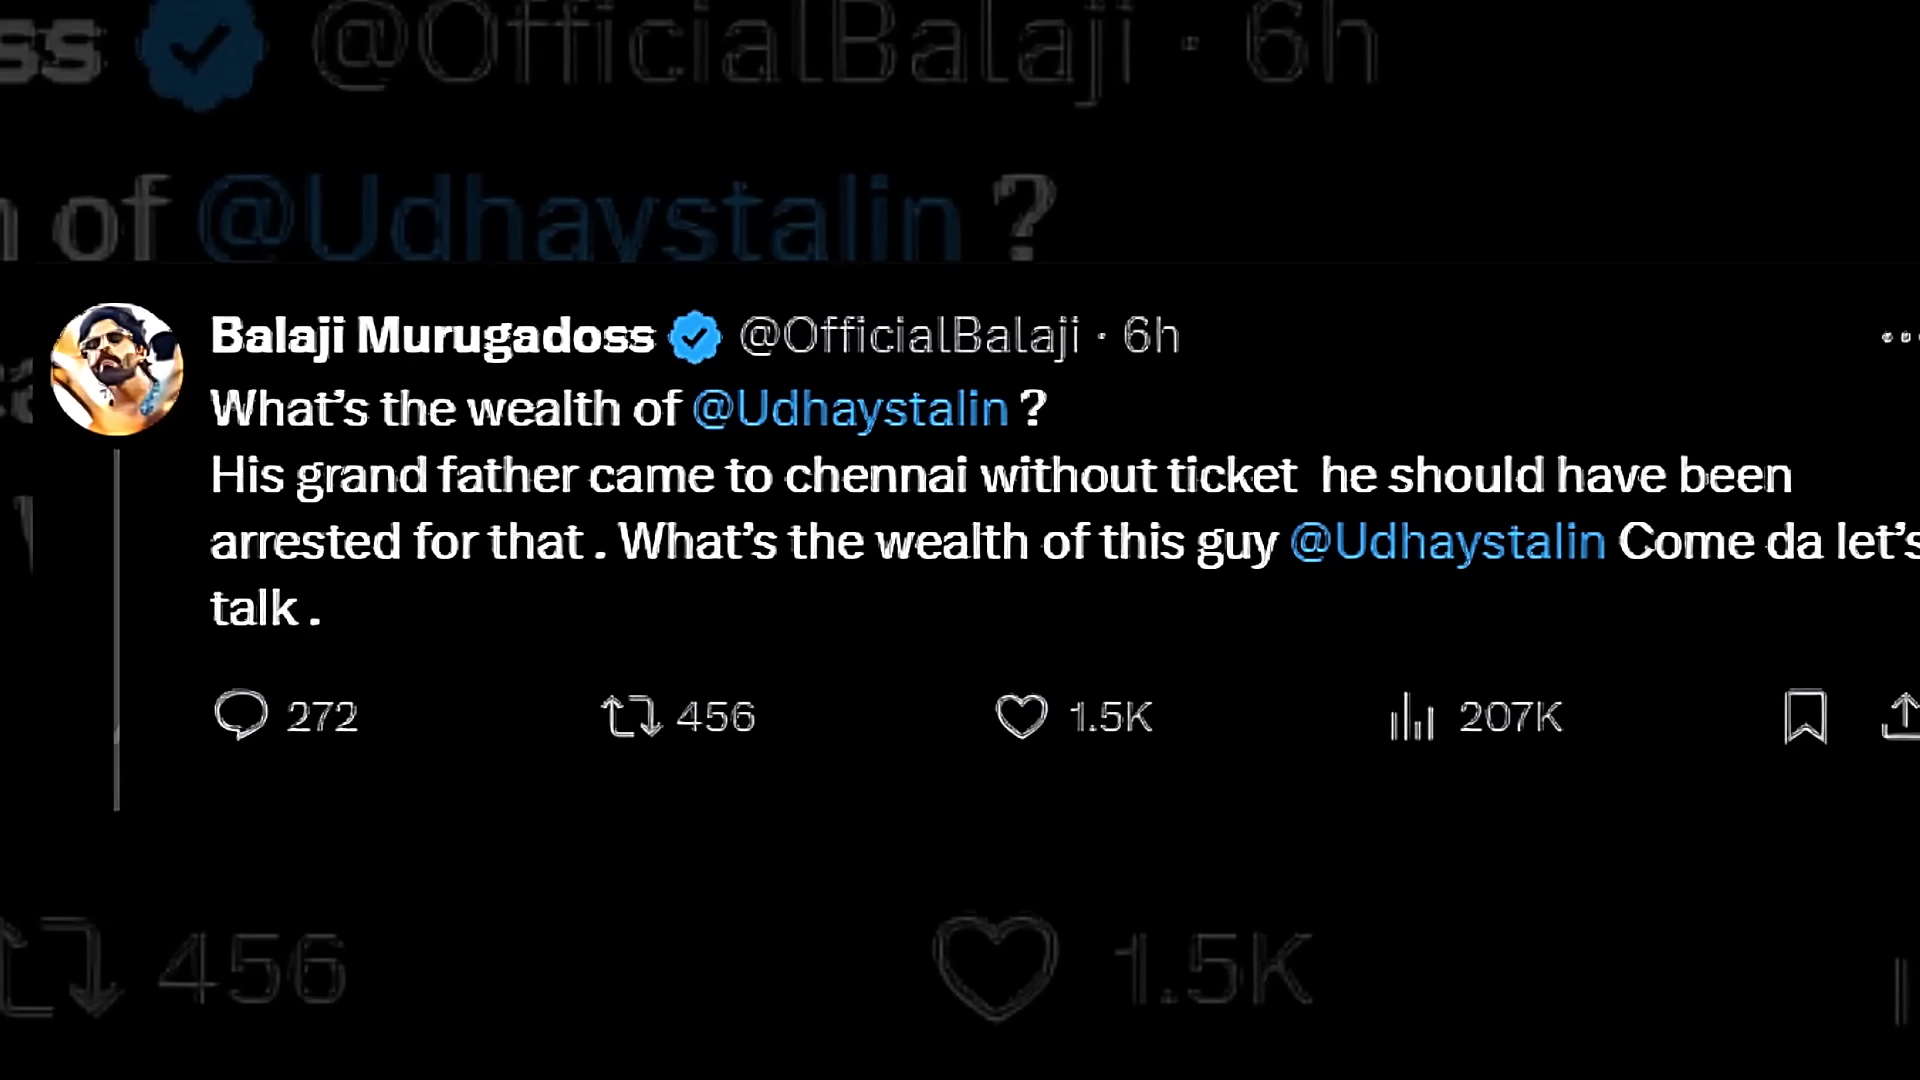 ss @OfficialBalaji · 6h
of @Udhaystalin ?
Balaji Murugadoss @OfficialBalaji · 6h
What’s the wealth of @Udhaystalin ?
His grand father came to chennai without ticket he should have been
arrested for that . What’s the wealth of this guy @Udhaystalin Come da let’s
talk .
272 456 1.5K 207K
456 1.5K